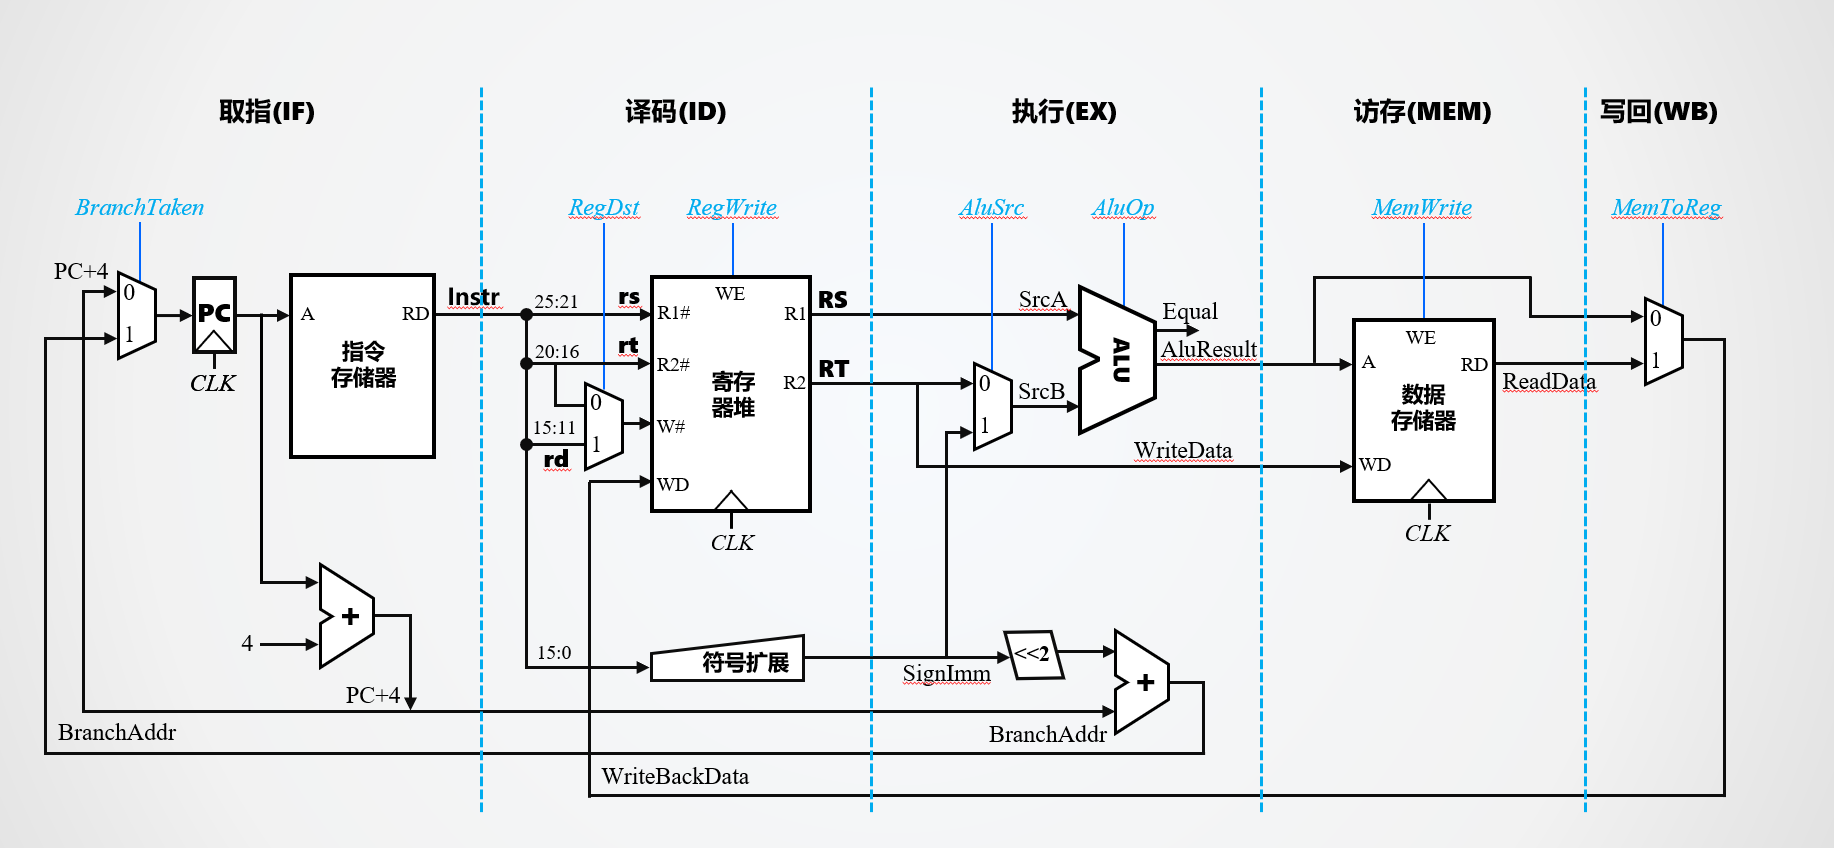 取指(IF)
译码(ID)
执行(EX)
访存(MEM)
写回(WB)
BranchTaken
RegDst
RegWrite
AluSrc
AluOp
MemWrite
MemToReg
PC+4
0
1
PC
CLK
A
RD
指令
存储器
Instr
25:21
rs
20:16
rt
0
15:11
1
rd
WE
R1#
R1
R2#
R2
寄存
器堆
W#
WD
CLK
RS
RT
SrcA
0
1
SrcB
ALU
Equal
AluResult
WriteData
WE
A
RD
数据
存储器
WD
CLK
ReadData
0
1
+
4
PC+4
15:0
符号扩展
SignImm
<<2
+
BranchAddr
BranchAddr
WriteBackData